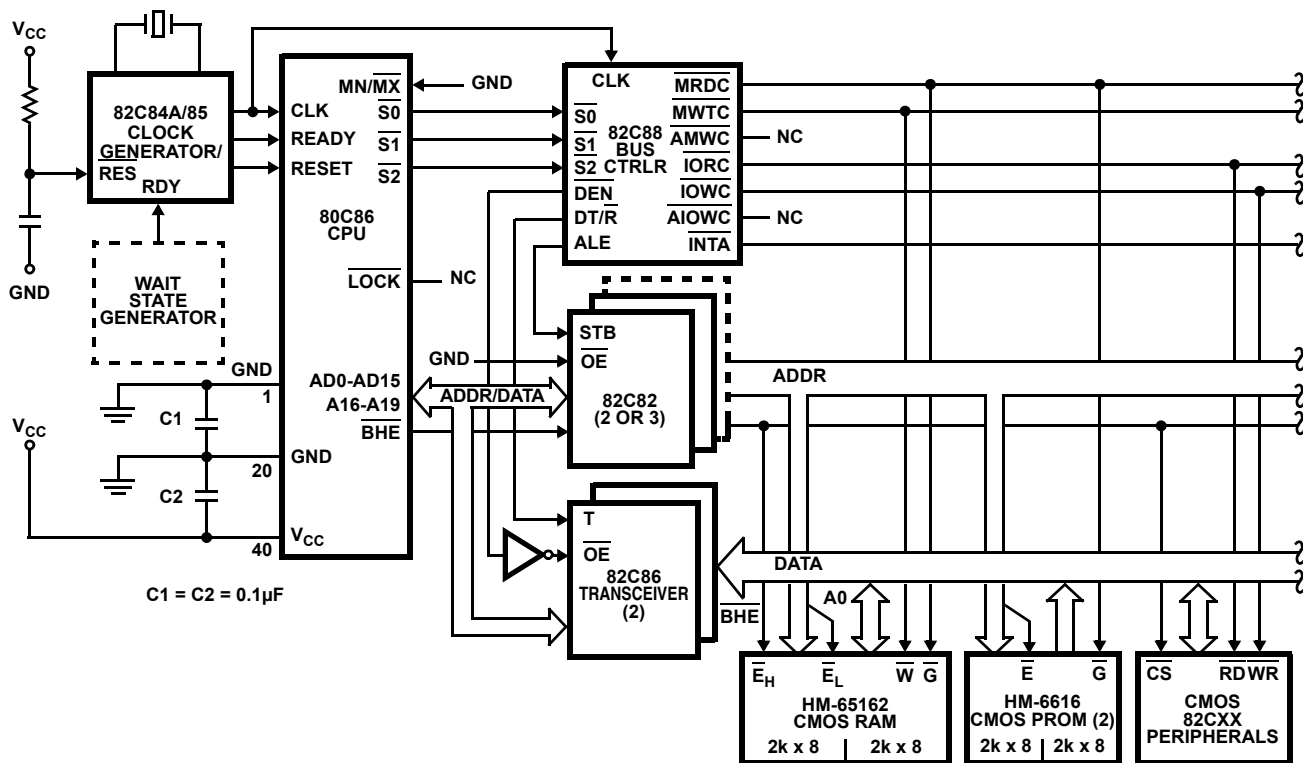 VCC
82C84A/85
CLOCK
GENERATOR/
RES
RDY
GND
WAIT
STATE
GENERATOR
MN/MX
GND
CLK
S0
READY
S1
RESET
S2
80C86
CPU
LOCK
NC
GND
1
AD0-AD15
A16-A19
BHE
ADDR/DATA
C1
VCC
20
GND
C2
40
VCC
C1 = C2 = 0.1µF
CLK
MRDC
S0
82C88
MWTC
S1
BUS
AMWC
NC
S2
CTRLR
IORC
DEN
IOWC
DT/R
AIOWC
NC
ALE
INTA
STB
GND
OE
82C82
(2 OR 3)
ADDR
T
OE
82C86
TRANSCEIVER
(2)
DATA
BHE
A0
EH
EL
W
G
HM-65162
CMOS RAM
2k x 8
2k x 8
E
G
HM-6616
CMOS PROM (2)
2k x 8
2k x 8
CS
RD
WR
CMOS
82CXX
PERIPHERALS